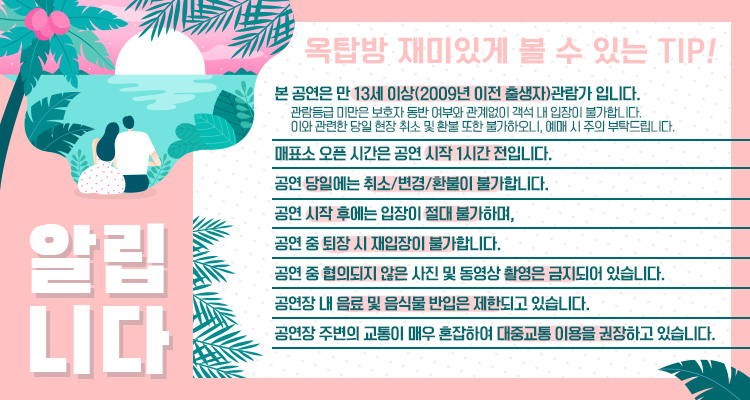 옥탑방 재미있게 볼 수 있는 TIP!
본 공연은 만 13세 이상(2009년 이전 출생자)관람가 입니다.
관람등급 미만은 보호자 동반 여부와 관계없이 객석 내 입장이 불가합니다.
이와 관련한 당일 현장 취소 및 환불 또한 불가하오니, 예매 시 주의 부탁드립니다.
매표소 오픈 시간은 공연 시작 1시간 전입니다.
공연 당일에는 취소/변경/환불이 불가합니다.
공연 시작 후에는 입장이 절대 불가하며,
공연 중 퇴장 시 재입장이 불가합니다.
공연 중 협의되지 않은 사진 및 동영상 촬영은 금지되어 있습니다.
공연장 내 음료 및 음식물 반입은 제한되고 있습니다.
공연장 주변의 교통이 매우 혼잡하여 대중교통 이용을 권장하고 있습니다.
알립
니다